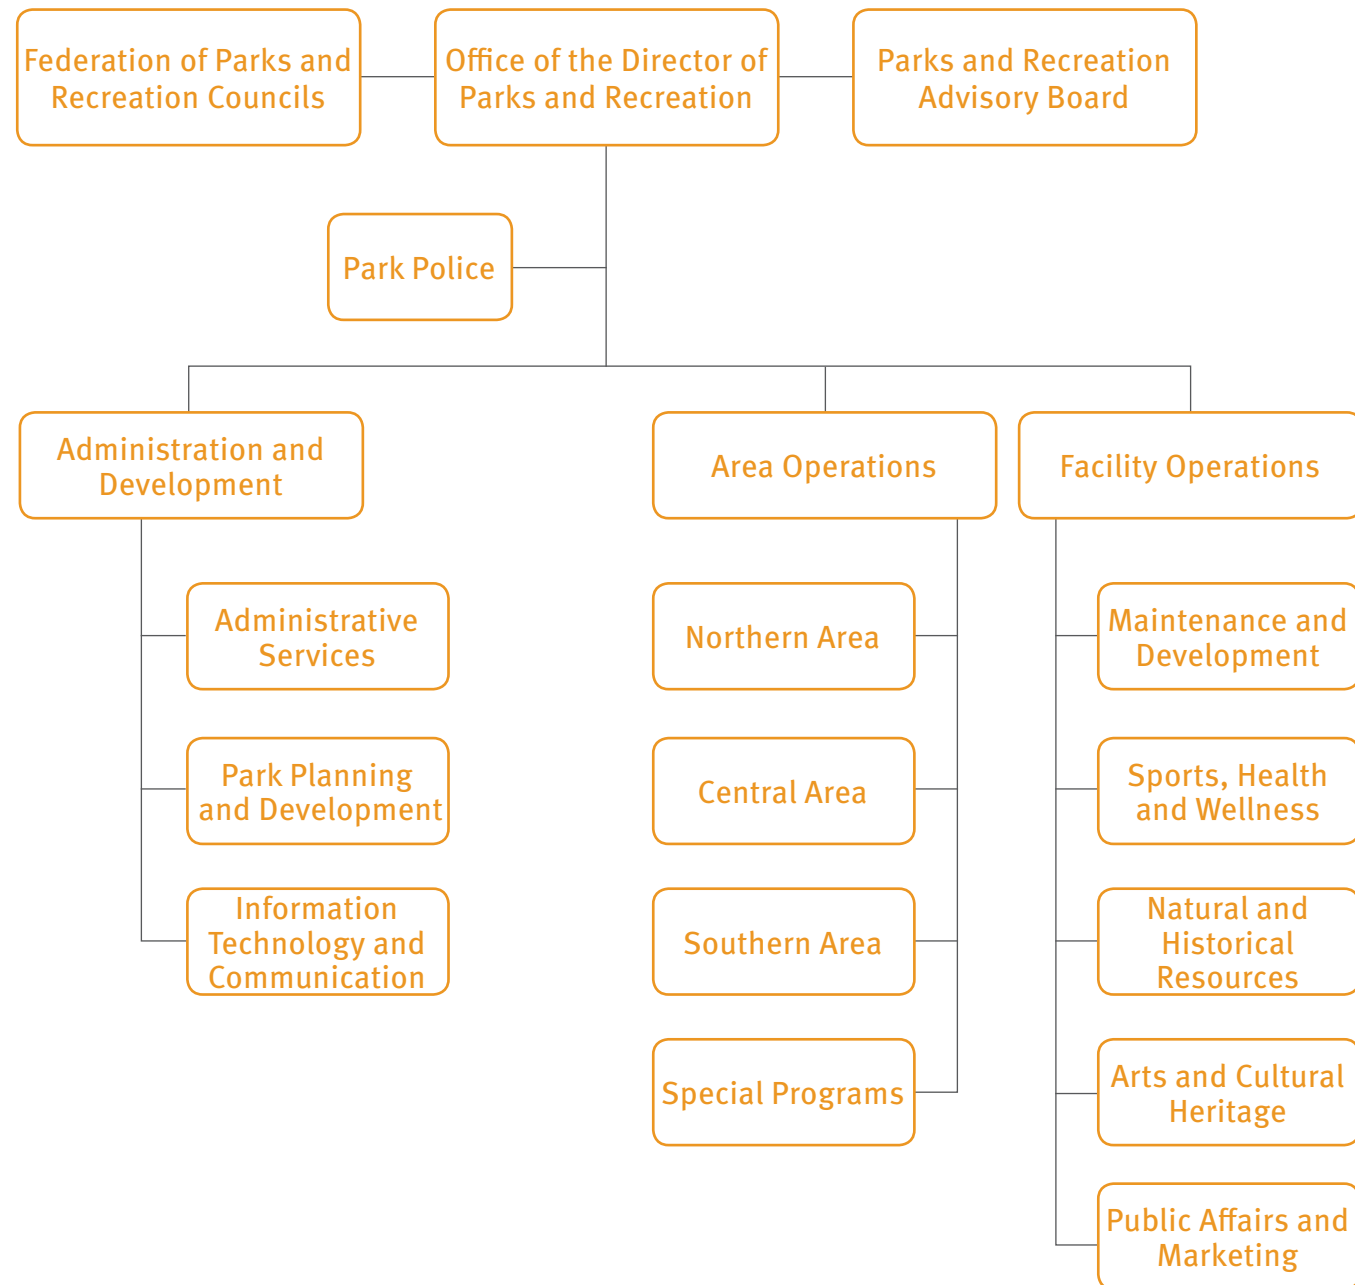 Federation of Parks and
Recreation Councils
Office of the Director of
Parks and Recreation
Parks and Recreation
Advisory Board
Park Police
Administration and
Development
Area Operations
Facility Operations
Administrative
Services
Park Planning
and Development
Information
Technology and
Communication
Northern Area
Central Area
Southern Area
Special Programs
Maintenance and
Development
Sports, Health
and Wellness
Natural and
Historical
Resources
Arts and Cultural
Heritage
Public Affairs and
Marketing